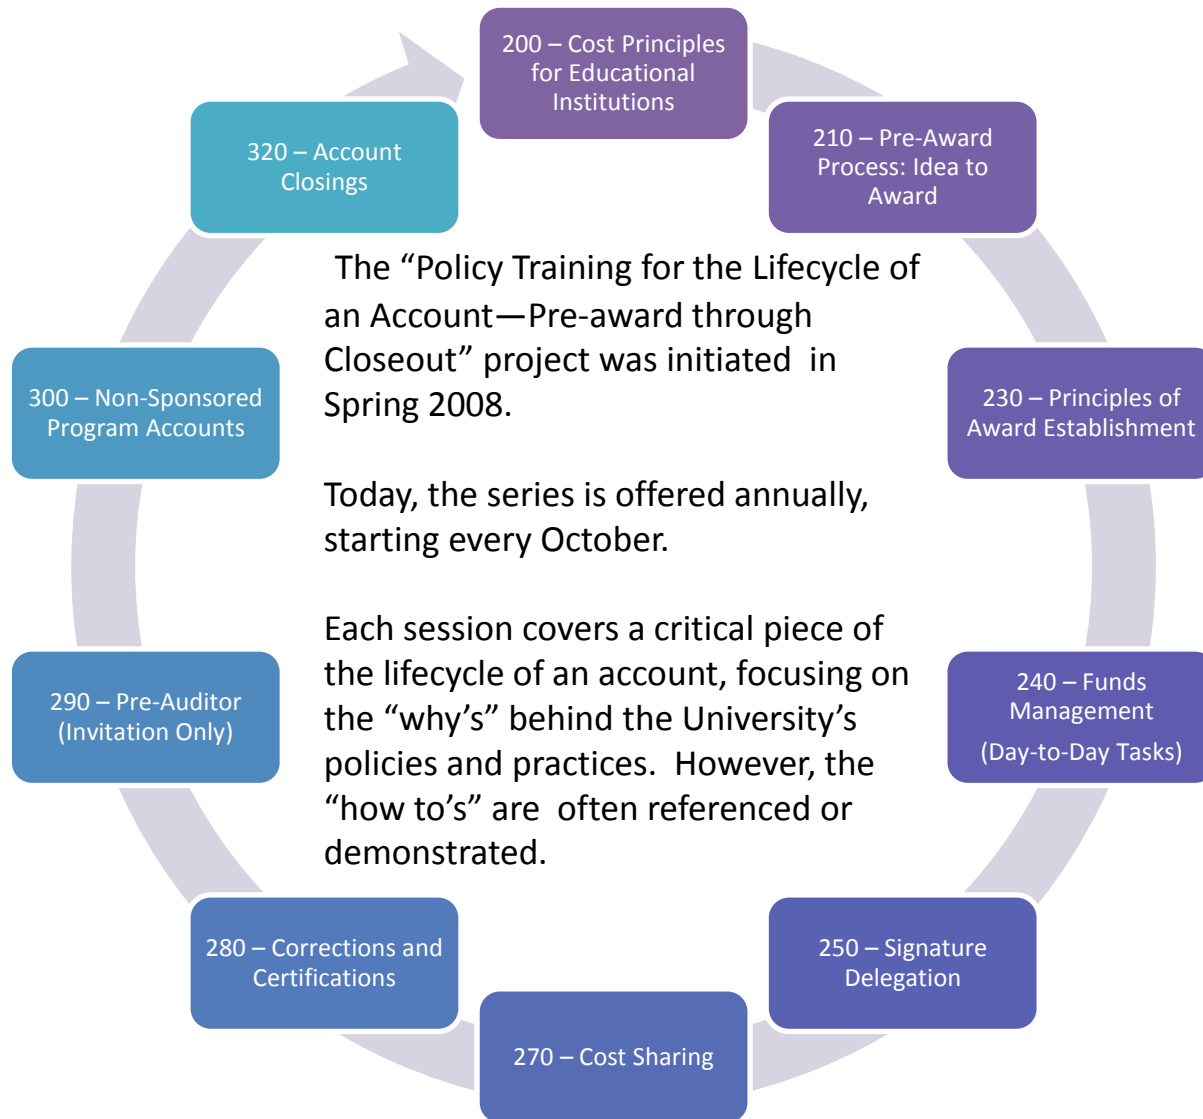 200 – Cost Principles
for Educational
Institutions
210 – Pre-Award
Process: Idea to
Award
230 – Principles of
Award Establishment
240 – Funds
Management
(Day-to-Day Tasks)
250 – Signature
Delegation
270 – Cost Sharing
280 – Corrections and
Certifications
290 – Pre-Auditor
(Invitation Only)
300 – Non-Sponsored
Program Accounts
320 – Account
Closings
The “Policy Training for the Lifecycle of
an Account—Pre-award through
Closeout” project was initiated in
Spring 2008.
Today, the series is offered annually,
starting every October.
Each session covers a critical piece of
the lifecycle of an account, focusing on
the “why’s” behind the University’s
policies and practices. However, the
“how to’s” are often referenced or
demonstrated.